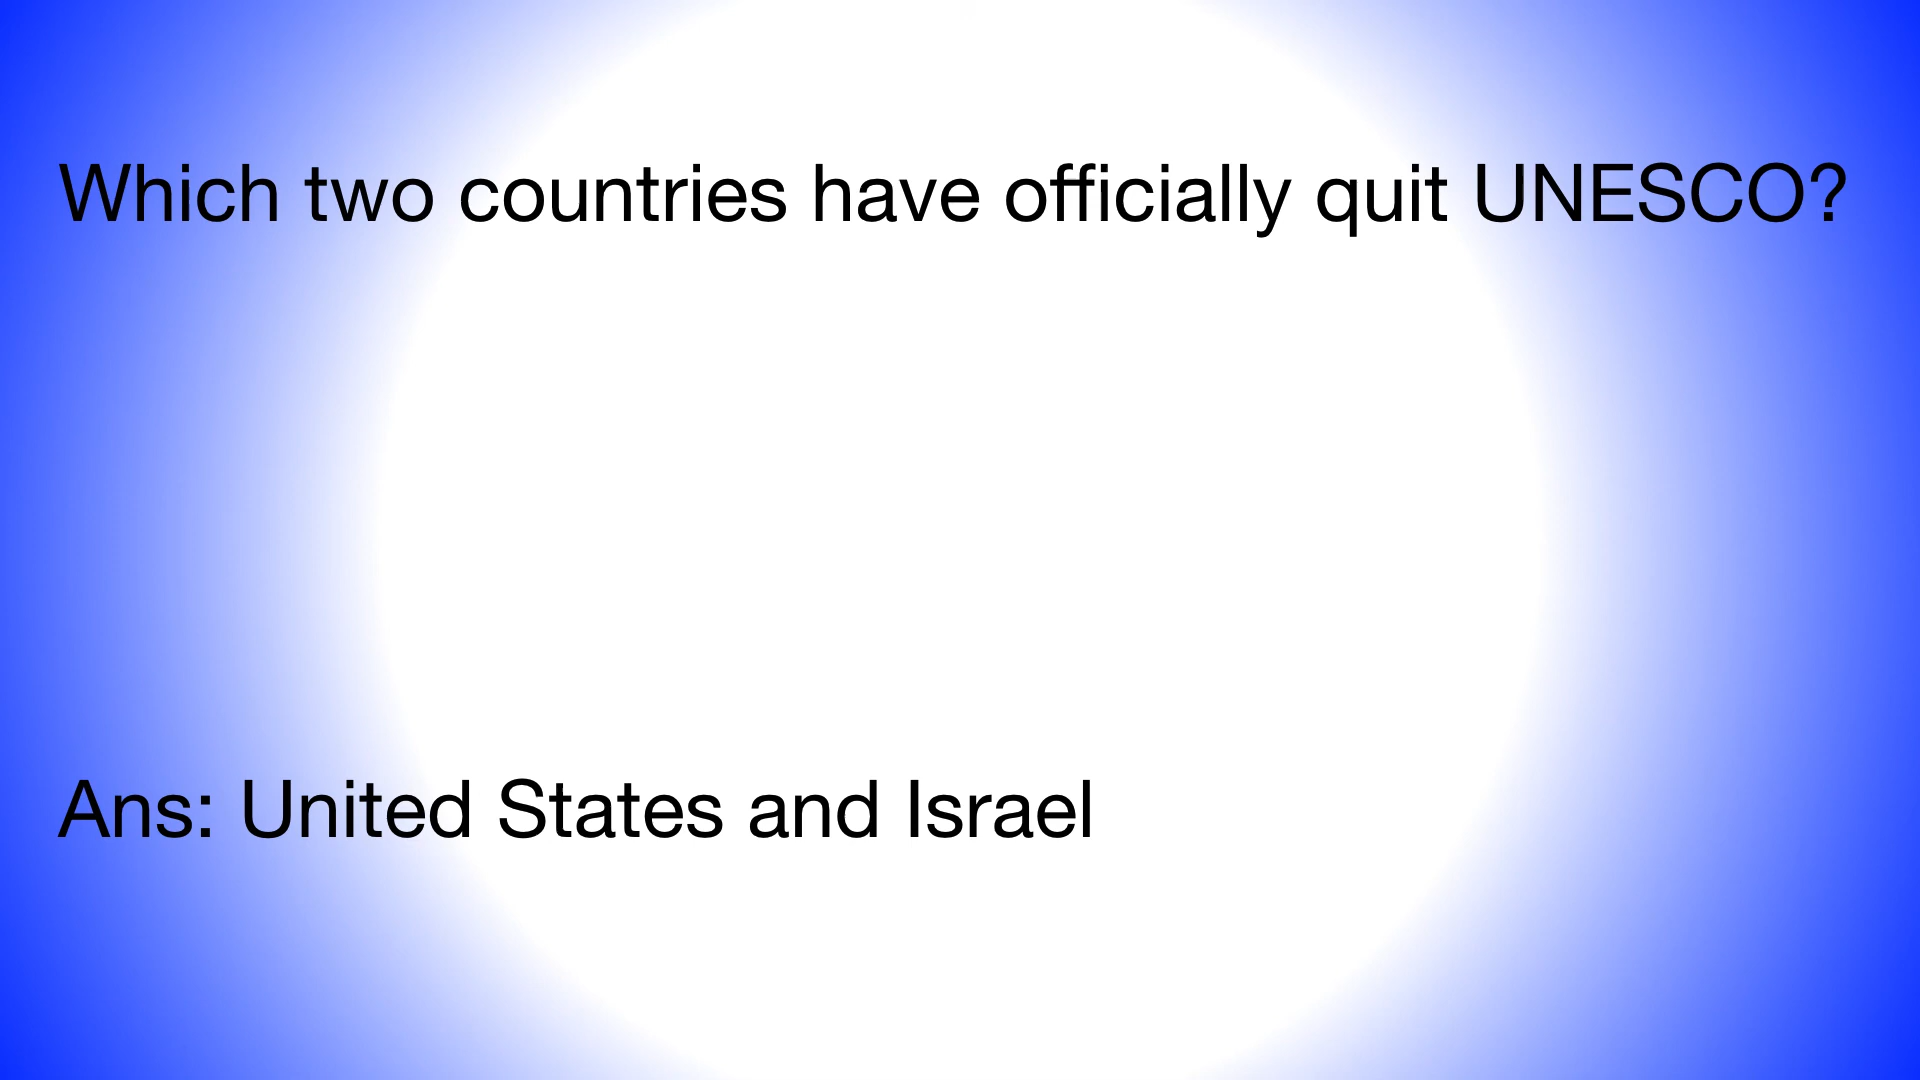 Which two countries have officially quit UNESCO?
Ans: United States and Israel